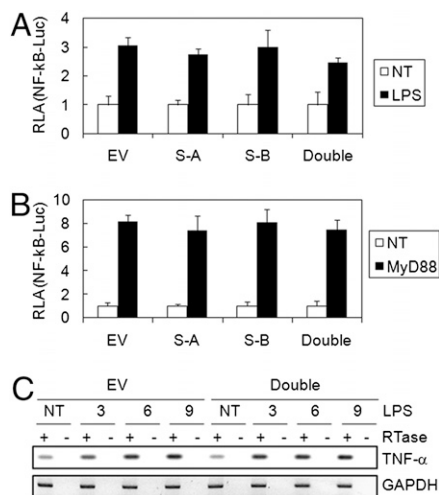 A
RLA(NF-kB-Luc)
4
3
2
1
0
EV S-A S-B Double
NT
LPS
B
RLA(NF-kB-Luc)
10
8
6
4
2
0
EV S-A S-B Double
NT
MyD88
C
EV Double
NT 3 6 9 NT 3 6 9 LPS
+ - + - + - + - + - + - + - + - RTase
TNF-α
GAPDH